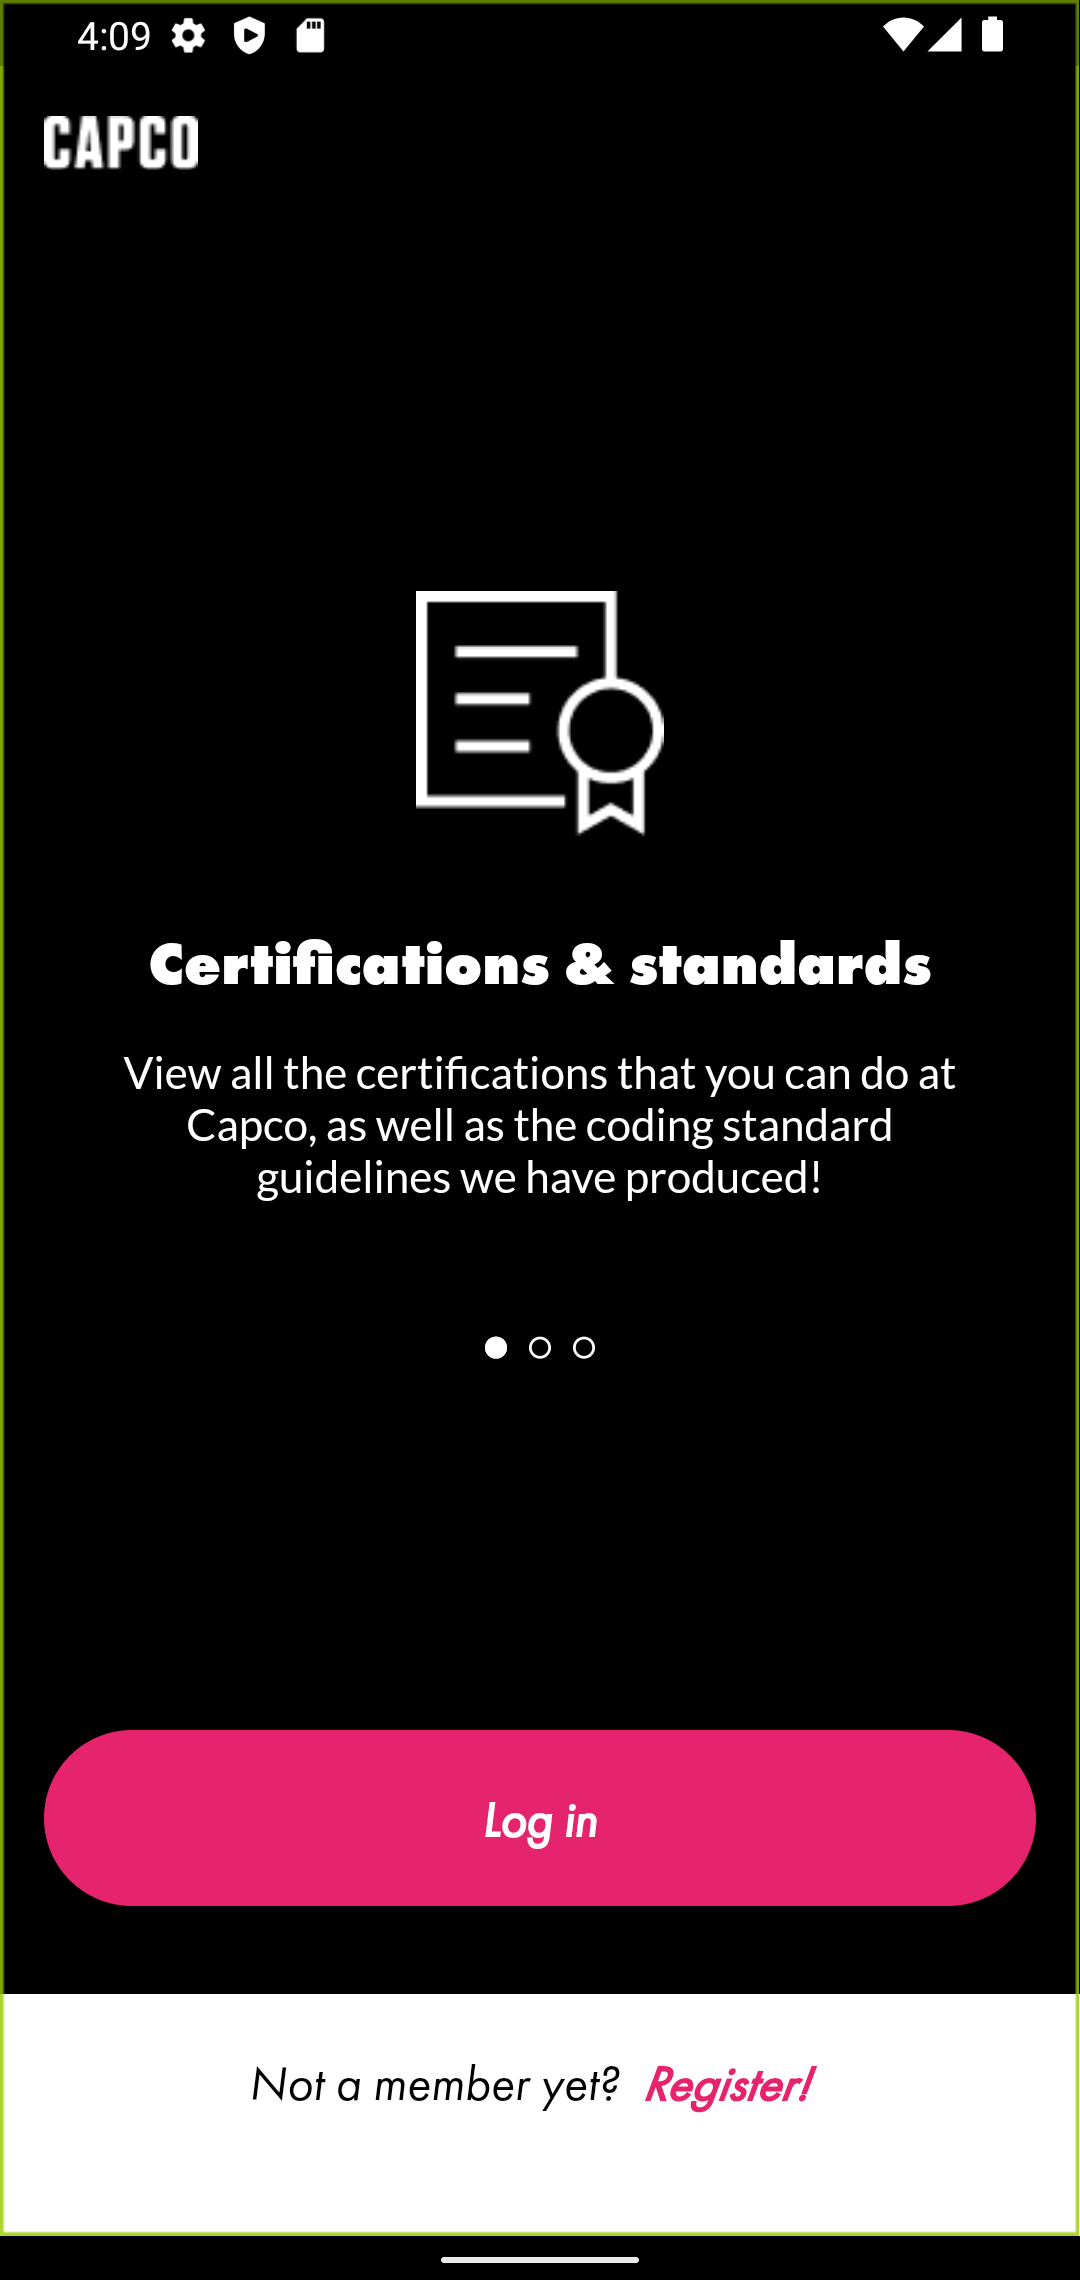 4:09
CAPCO
Certifications & standards
View all the certifications that you can do at
Capco, as well as the coding standard
guidelines we have produced!
Log in
Not a member yet? Register!